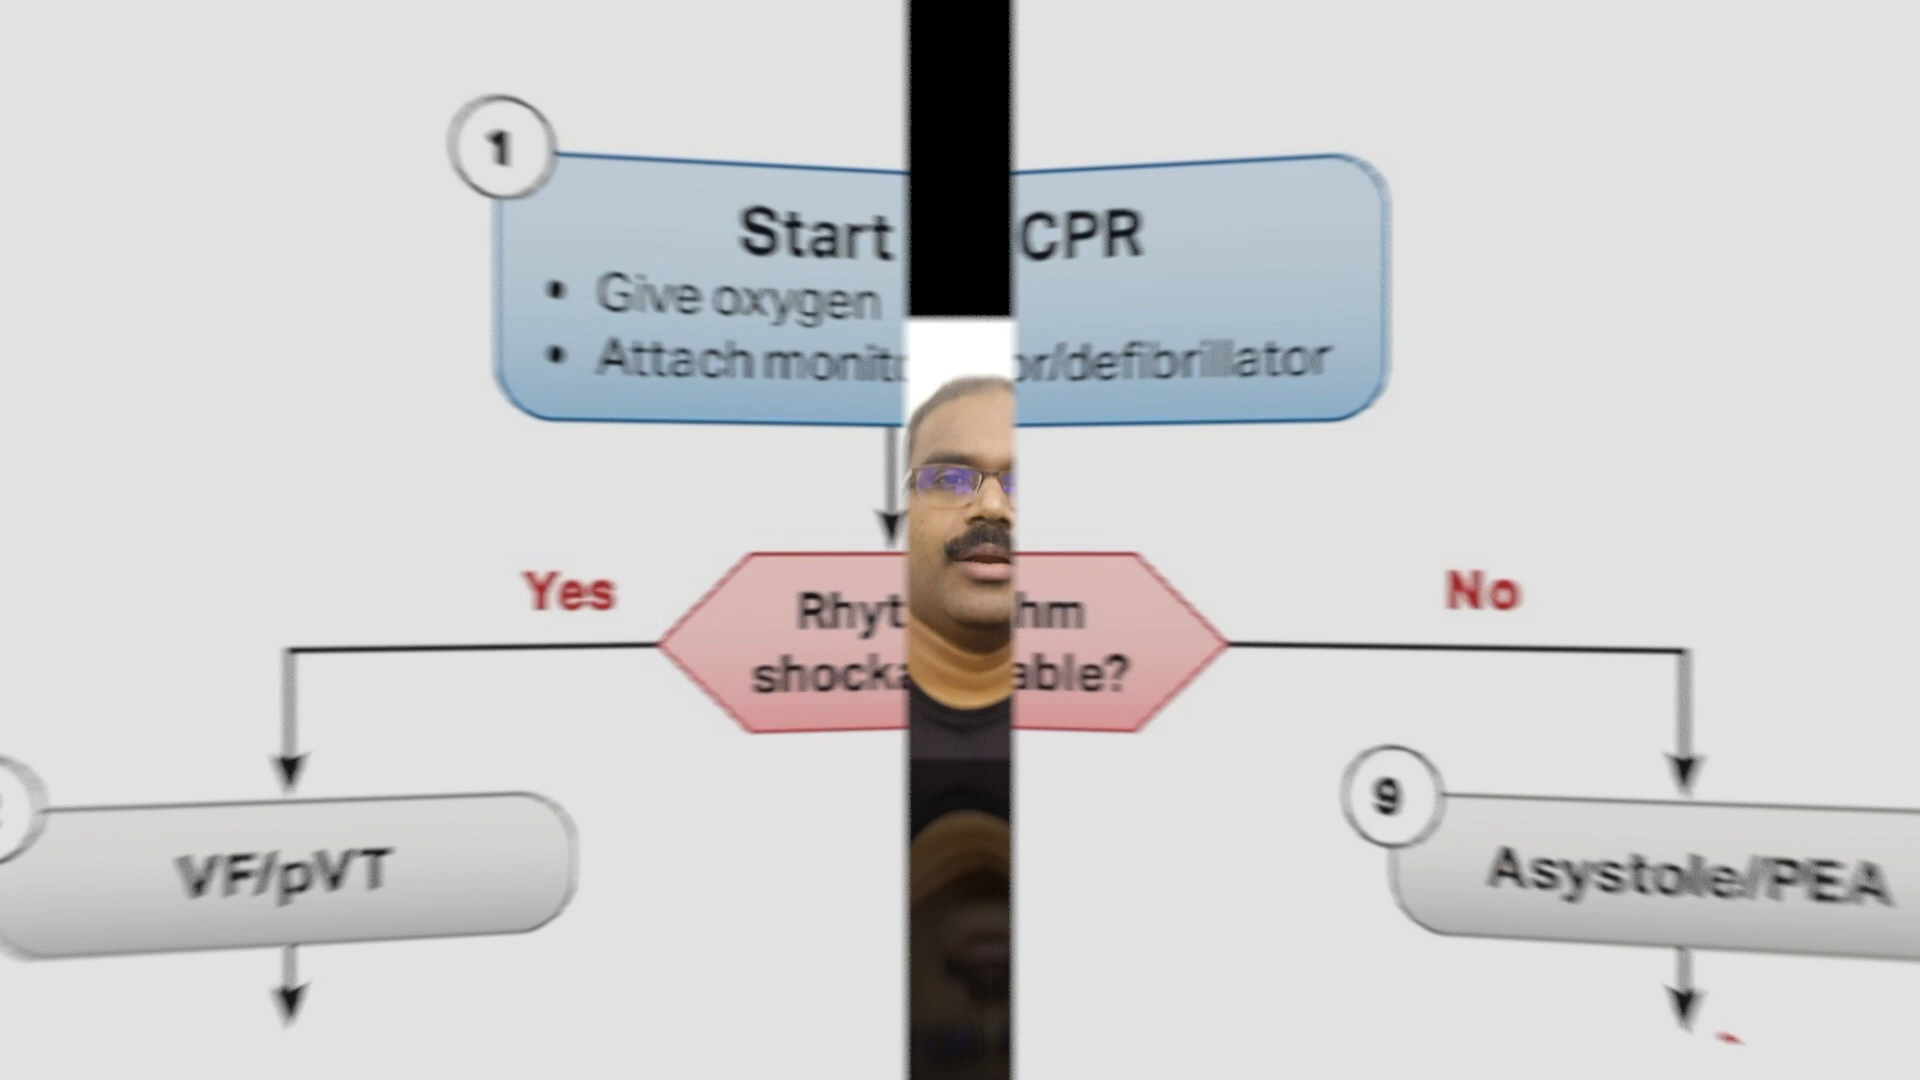 1
Start CPR
• Give oxygen
• Attach monito or/defibrillator
Yes
No
Rhyt hm
shocka able?
9
VF/pVT
Asystole/PEA